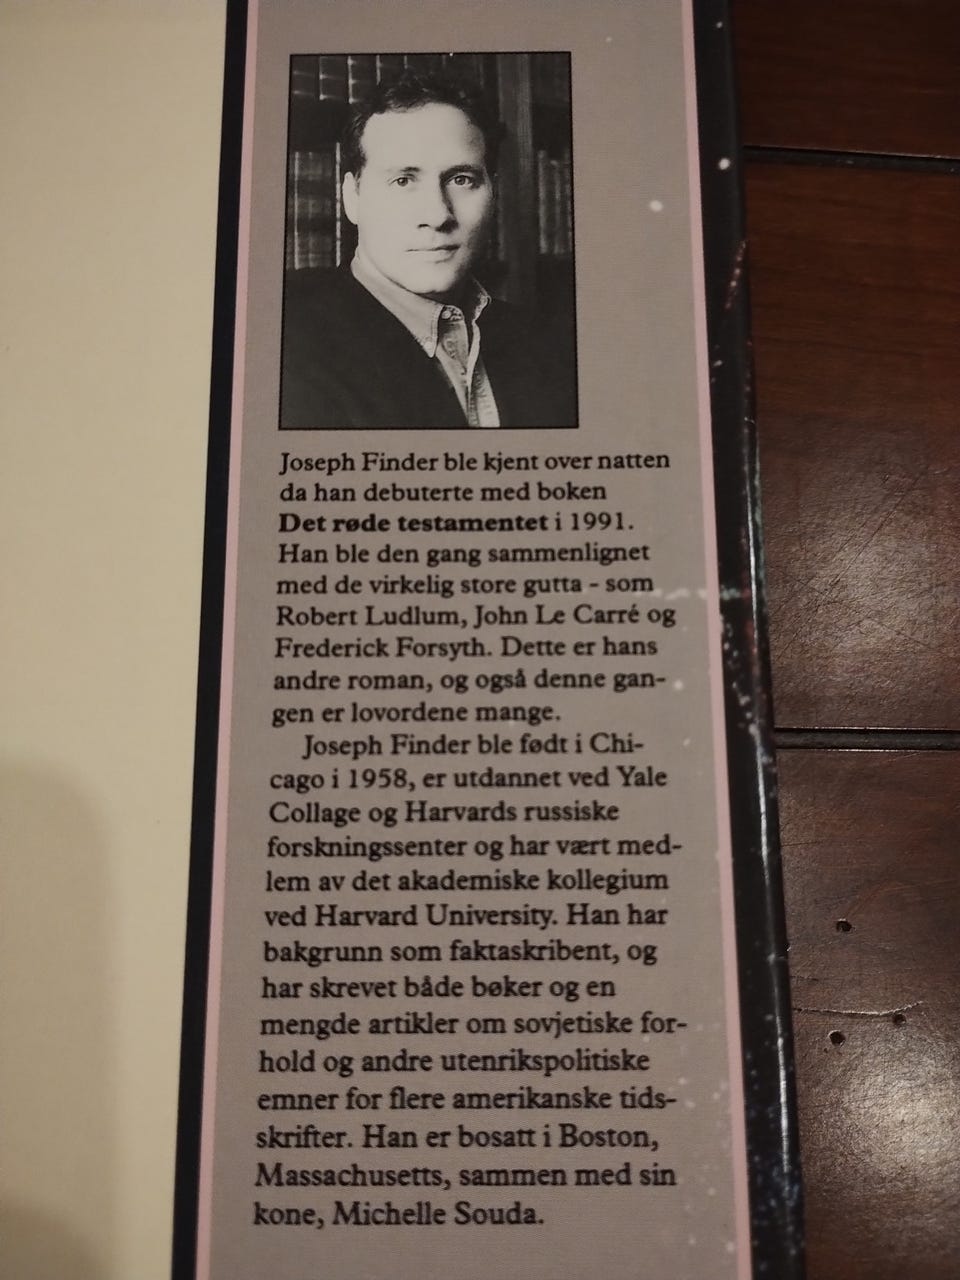 Joseph Finder ble kjent over natten
da han debuterte med boken
Det røde testamentet i 1991.
Han ble den gang sammenlignet
med de virkelig store gutta - som
Robert Ludlum, John Le Carré og
Frederick Forsyth. Dette er hans
andre roman, og også denne gan-
gen er lovordene mange.
Joseph Finder ble født i Chi-
cago i 1958, er utdannet ved Yale
Collage og Harvards russiske
forskningssenter og har vært med-
lem av det akademiske kollegium
ved Harvard University. Han har
bakgrunn som faktaskribent, og
har skrevet både bøker og en
mengde artikler om sovjetiske for-
hold og andre utenrikspolitiske
emner for flere amerikanske tids-
skrifter. Han er bosatt i Boston,
Massachusetts, sammen med sin
kone, Michelle Souda.